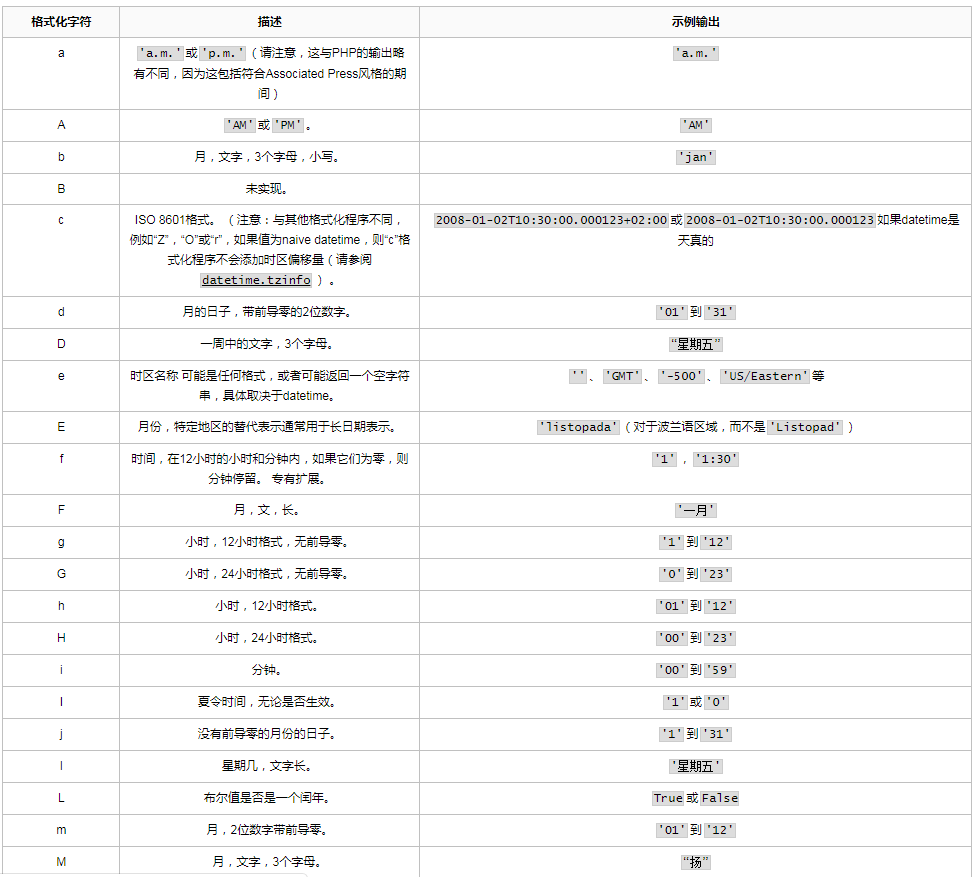 格式化字符 描述 示例输出
a 'a.m.'或'p.m.'（请注意，这与PHP的输出略 'a.m.'
有不同，因为这包括符合Associated Press风格的期
间）
A 'AM'或'PM'。 'AM'
b 月，文字，3个字母，小写。 'jan'
B 未实现。
c ISO 8601格式。 （注意：与其他格式化程序不同， 2008-01-02T10:30:00.000123+02:00或2008-01-02T10:30:00.000123如果datetime是
例如“Z”，“O”或“r”，如果值为naive datetime，则“c”格 天真的
式化程序不会添加时区偏移量（请参阅
datetime.tzinfo ）。
d 月的日子，带前导零的2位数字。 '01'到'31'
D 一周中的文字，3个字母。 “星期五”
e 时区名称 可能是任何格式，或者可能返回一个空字符 ''、'GMT'、'-500'、'US/Eastern'等
串，具体取决于datetime。
E 月份，特定地区的替代表示通常用于长日期表示。 'listopada'（对于波兰语区域，而不是'Listopad'）
f 时间，在12小时的小时和分钟内，如果它们为零，则 '1'，'1:30'
分钟停留。 专有扩展。
F 月，文，长。 '一月'
g 小时，12小时格式，无前导零。 '1'到'12'
G 小时，24小时格式，无前导零。 '0'到'23'
h 小时，12小时格式。 '01'到'12'
H 小时，24小时格式。 '00'到'23'
i 分钟。 '00'到'59'
I 夏令时间，无论是否生效。 '1'或'0'
j 没有前导零的月份的日子。 '1'到'31'
l 星期几，文字长。 '星期五'
L 布尔值是否是一个闰年。 True或False
m 月，2位数字带前导零。 '01'到'12'
M 月，文字，3个字母。 “扬”